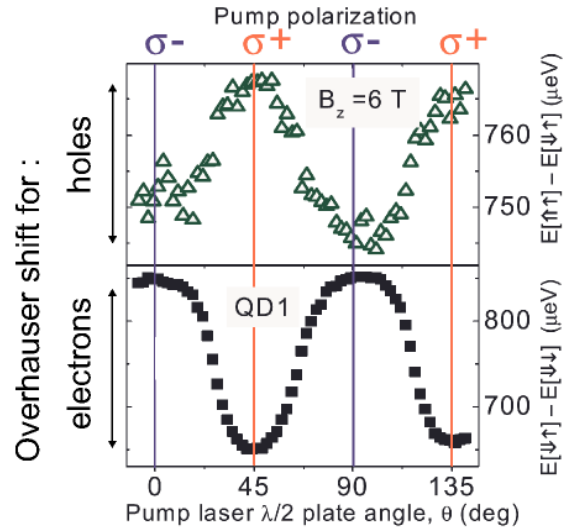 Pump polarization
σ- σ+ σ- σ+
Overhauser shift for :
holes
electrons
B_z =6 T
QD1
760
750
E[⇑↑] – E[⇓↑] (μeV)
800
700
E[⇓↑] – E[⇓↓] (μeV)
0 45 90 135
Pump laser λ/2 plate angle, θ (deg)